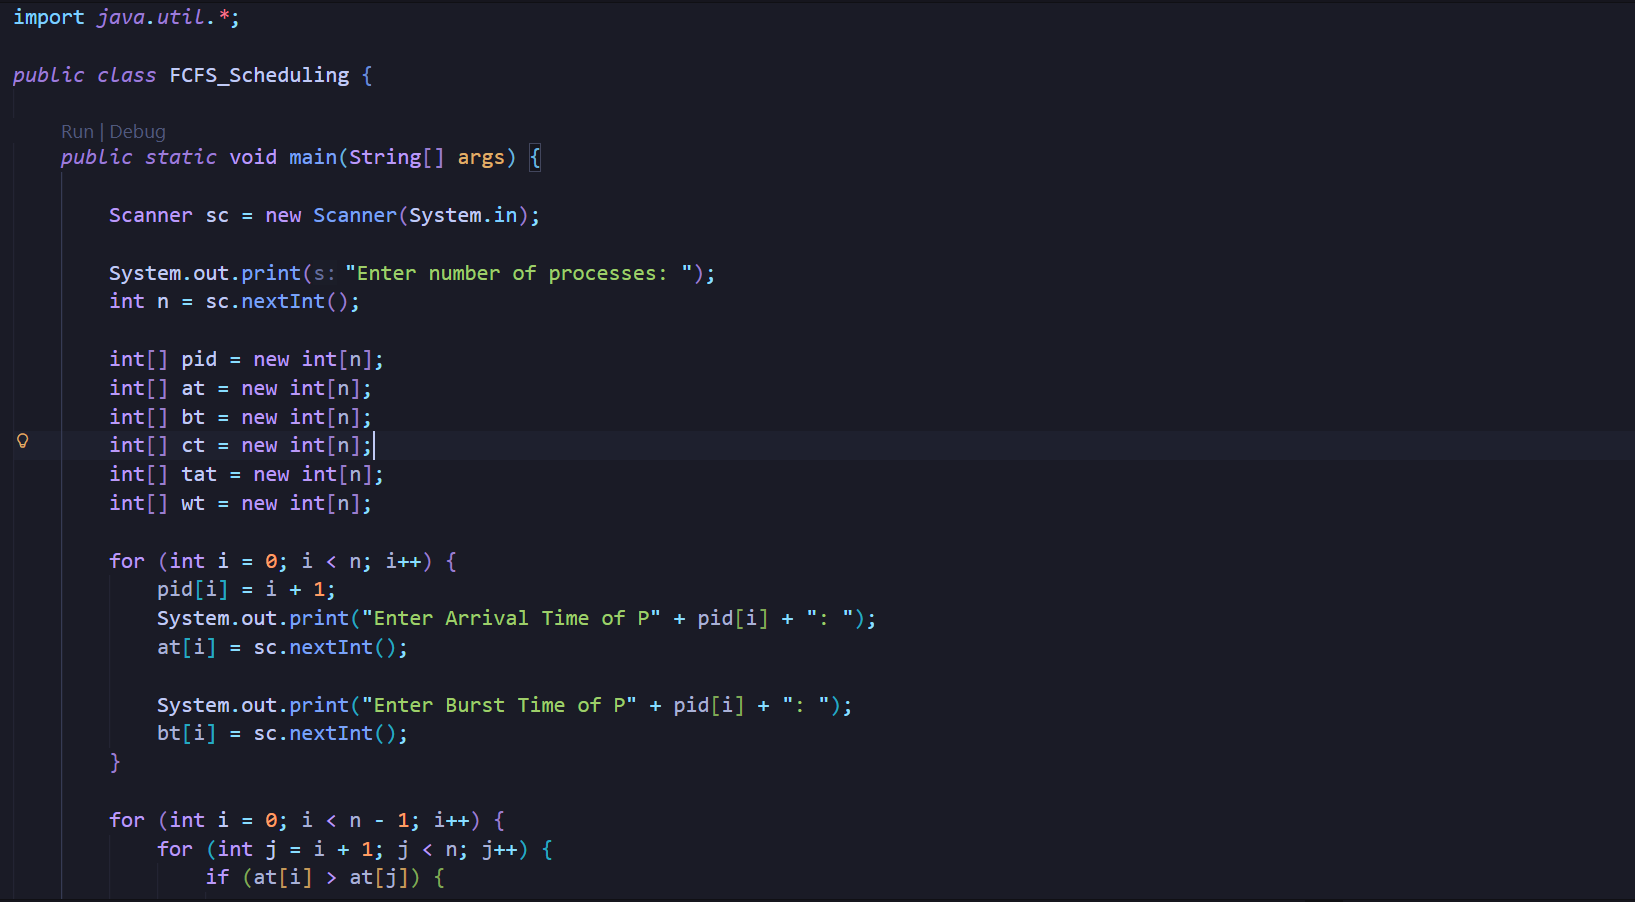 import java.util.*;
public class FCFS_Scheduling {
Run | Debug
public static void main(String[] args) {
Scanner sc = new Scanner(System.in);
System.out.print(s: "Enter number of processes: ");
int n = sc.nextInt();
int[] pid = new int[n];
int[] at = new int[n];
int[] bt = new int[n];
int[] ct = new int[n];
int[] tat = new int[n];
int[] wt = new int[n];
for (int i = 0; i < n; i++) {
pid[i] = i + 1;
System.out.print("Enter Arrival Time of P" + pid[i] + ": ");
at[i] = sc.nextInt();
System.out.print("Enter Burst Time of P" + pid[i] + ": ");
bt[i] = sc.nextInt();
}
for (int i = 0; i < n - 1; i++) {
for (int j = i + 1; j < n; j++) {
if (at[i] > at[j]) {